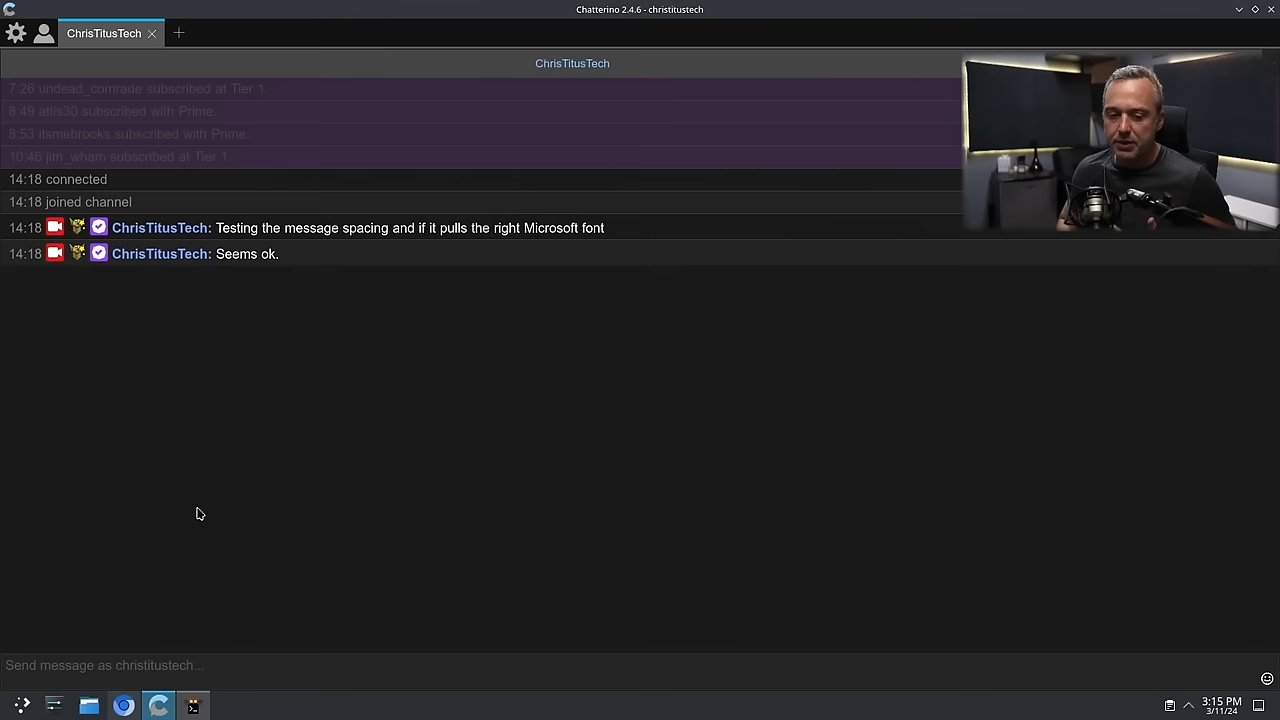 Chatterino 2.4.6 - christitustech
ChrisTitusTech
ChrisTitusTech
7:26 undead_comrade subscribed at Tier 1.
8:49 attis30 subscribed with Prime.
8:53 itsmebrooks subscribed with Prime.
10:46 jim_wham subscribed at Tier 1.
14:18 connected
14:18 joined channel
14:18 ChrisTitusTech: Testing the message spacing and if it pulls the right Microsoft font
14:18 ChrisTitusTech: Seems ok.
Send message as christitustech...
3:15 PM
3/11/24